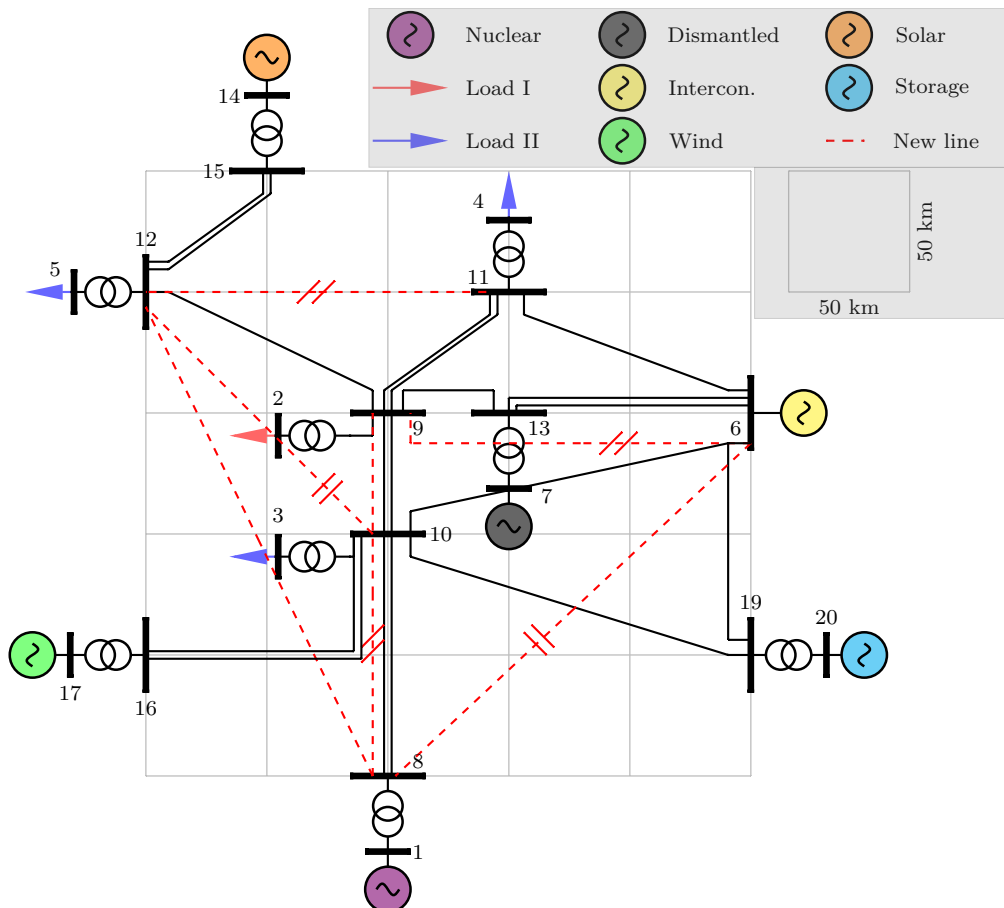 Nuclear
Dismantled
Solar
Load I
Intercon.
Storage
Load II
Wind
New line
14
15
4
12
50 km
5
11
50 km
2
9
13
6
7
3
10
19
20
17
16
8
1